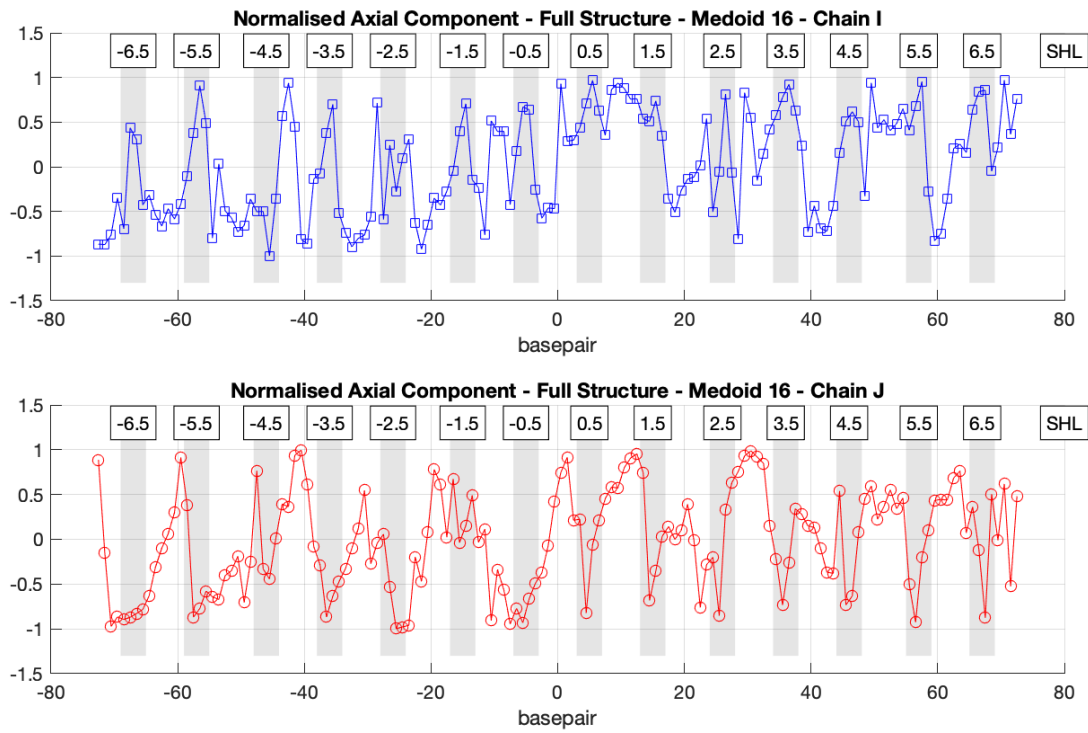 Normalised Axial Component - Full Structure - Medoid 16 - Chain I
1.5
-6.5 -5.5 -4.5 -3.5 -2.5 -1.5 -0.5 0.5 1.5 2.5 3.5 4.5 5.5 6.5 SHL
1
0.5
0
-0.5
-1
-1.5
-80 -60 -40 -20 0 20 40 60 80
basepair
Normalised Axial Component - Full Structure - Medoid 16 - Chain J
1.5
-6.5 -5.5 -4.5 -3.5 -2.5 -1.5 -0.5 0.5 1.5 2.5 3.5 4.5 5.5 6.5 SHL
1
0.5
0
-0.5
-1
-1.5
-80 -60 -40 -20 0 20 40 60 80
basepair